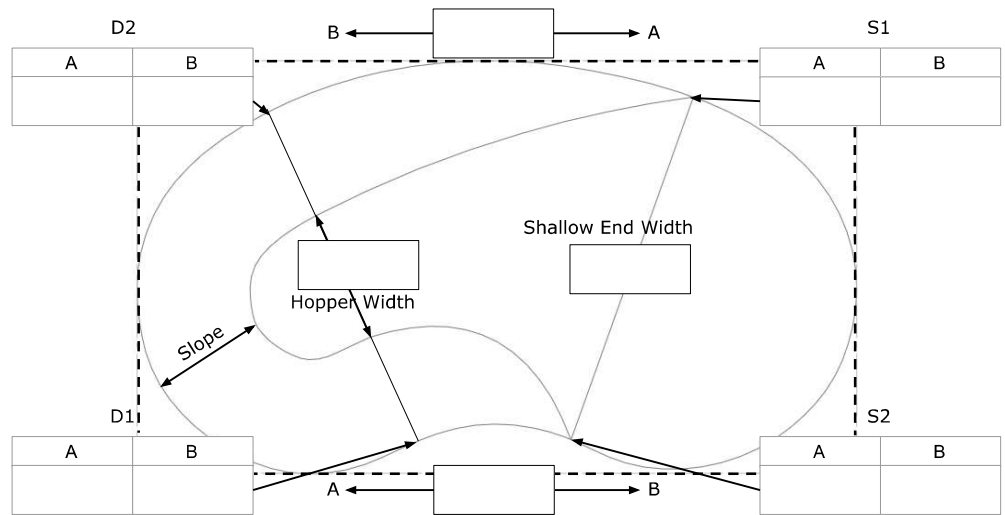 D2
B
A
S1
A B
A B
Shallow End Width
Hopper Width
Slope
D1
S2
A B
A B
A
B